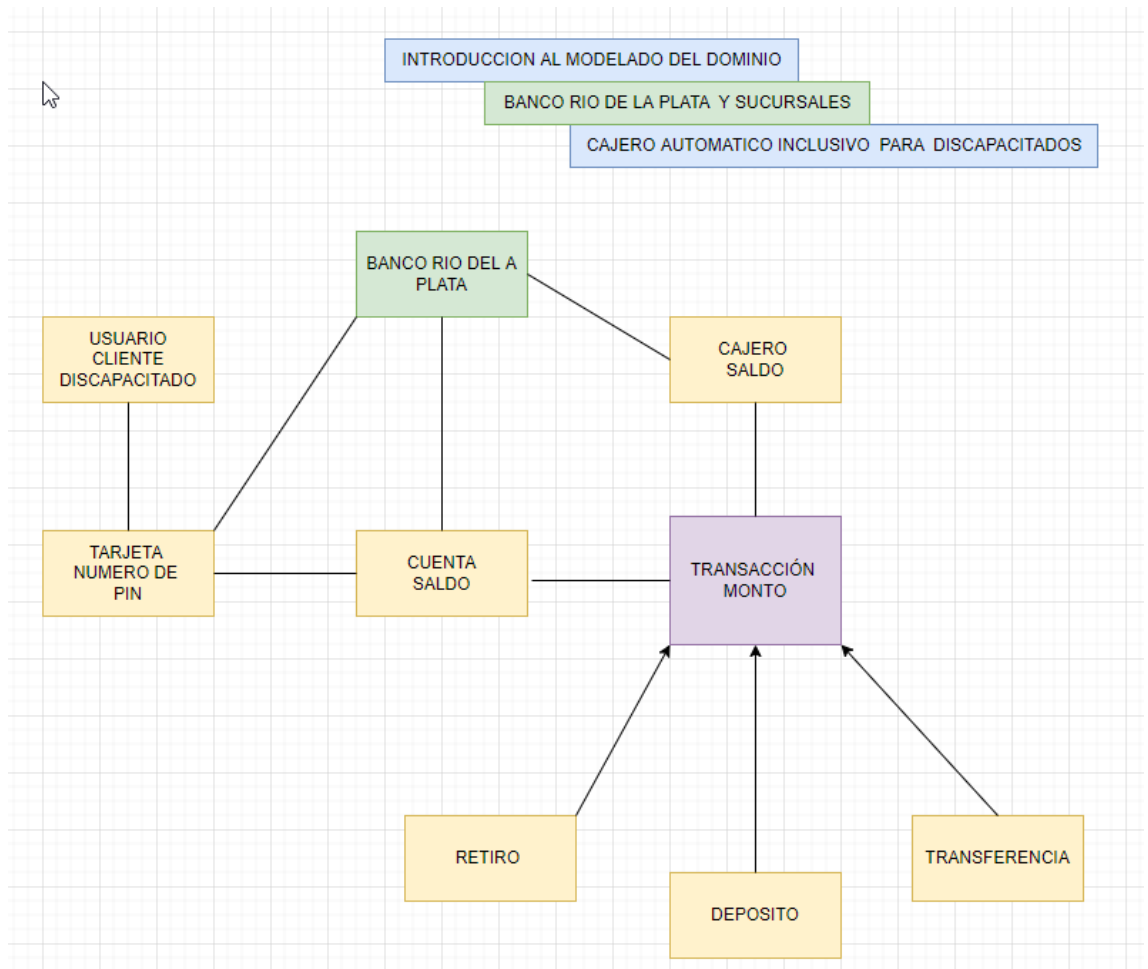 INTRODUCCION AL MODELADO DEL DOMINIO
BANCO RIO DE LA PLATA Y SUCURSALES
CAJERO AUTOMATICO INCLUSIVO PARA DISCAPACITADOS
BANCO RIO DEL A
PLATA
USUARIO
CLIENTE
DISCAPACITADO
CAJERO
SALDO
TARJETA
NUMERO DE
PIN
CUENTA
SALDO
TRANSACCIÓN
MONTO
RETIRO
DEPOSITO
TRANSFERENCIA